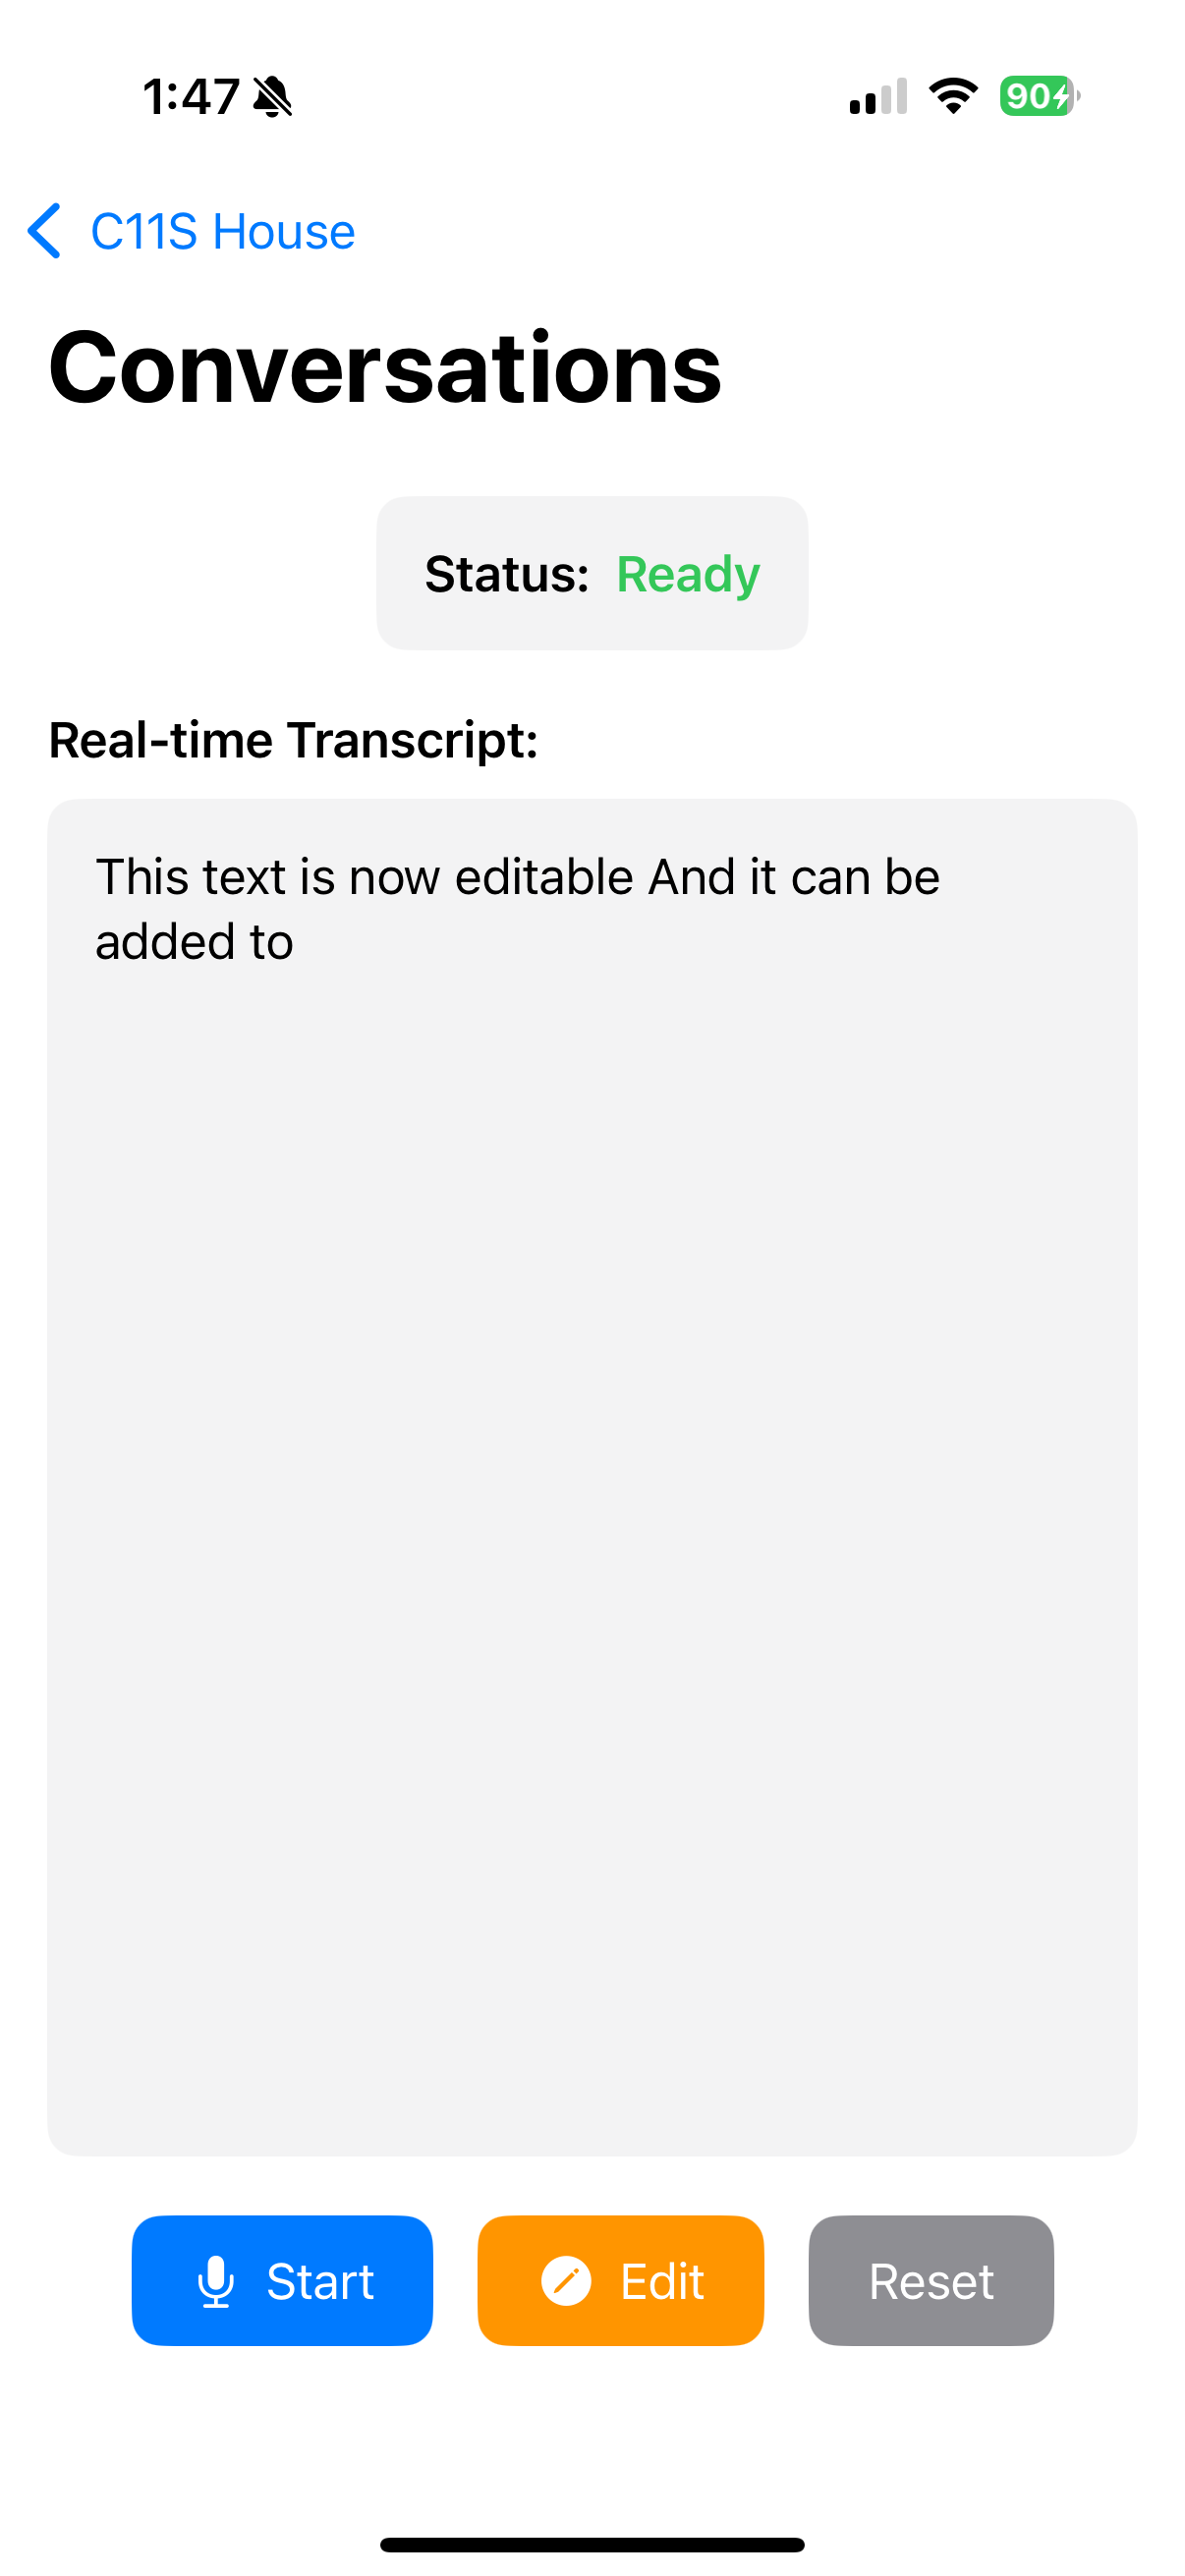 1:47
90
C11S House
Conversations
Status: Ready
Real-time Transcript:
This text is now editable And it can be
added to
Start
Edit
Reset